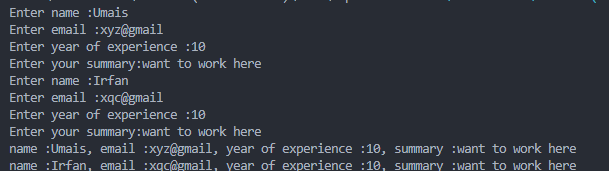 Enter name :Umais
Enter email :xyz@gmail
Enter year of experience :10
Enter your summary:want to work here
Enter name :Irfan
Enter email :xqc@gmail
Enter year of experience :10
Enter your summary:want to work here
name :Umais, email :xyz@gmail, year of experience :10, summary :want to work here
name :Irfan, email :xqc@gmail, year of experience :10, summary :want to work here